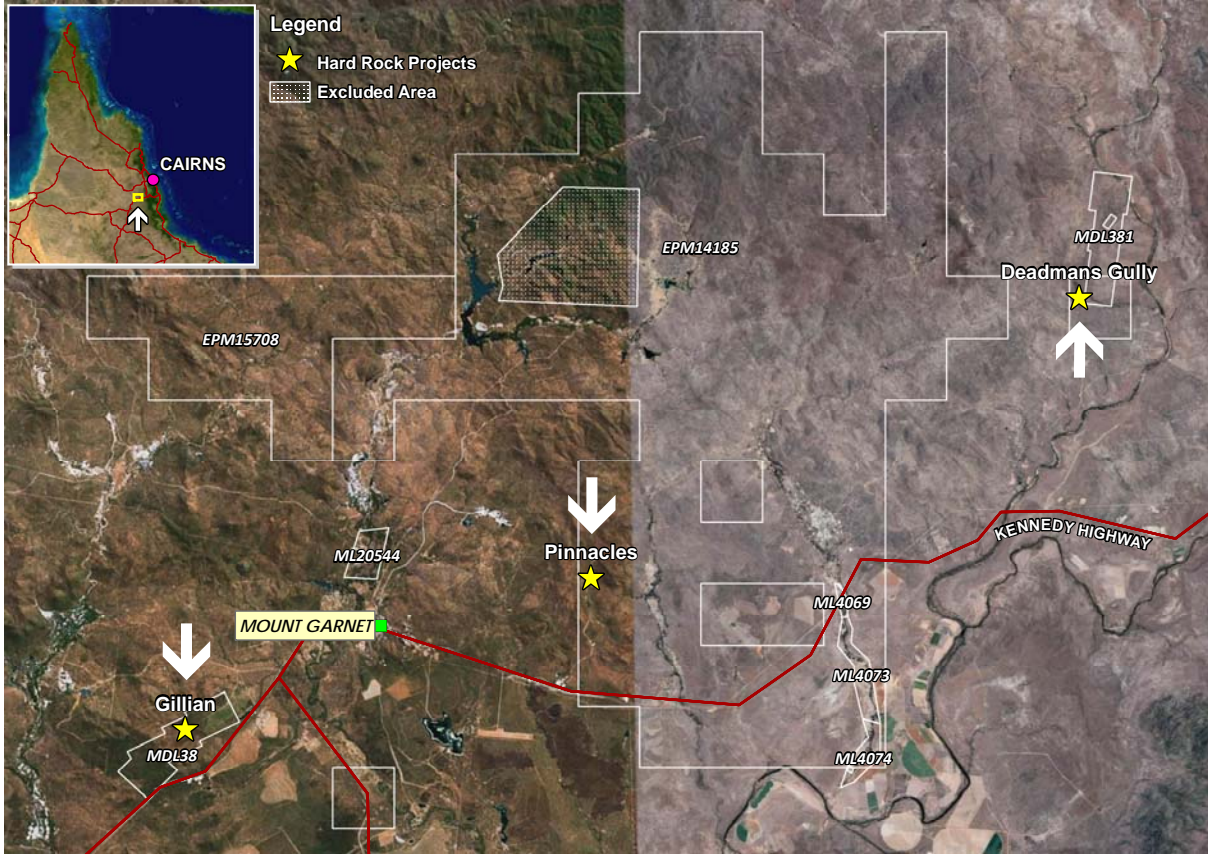 Legend
Hard Rock Projects
Excluded Area
CAIRNS
EPM14185
MDL381
Deadmans Gully
EPM15708
KENNEDY HIGHWAY
ML20544
Pinnacles
ML4069
MOUNT GARNET
ML4073
Gillian
MDL38
ML4074